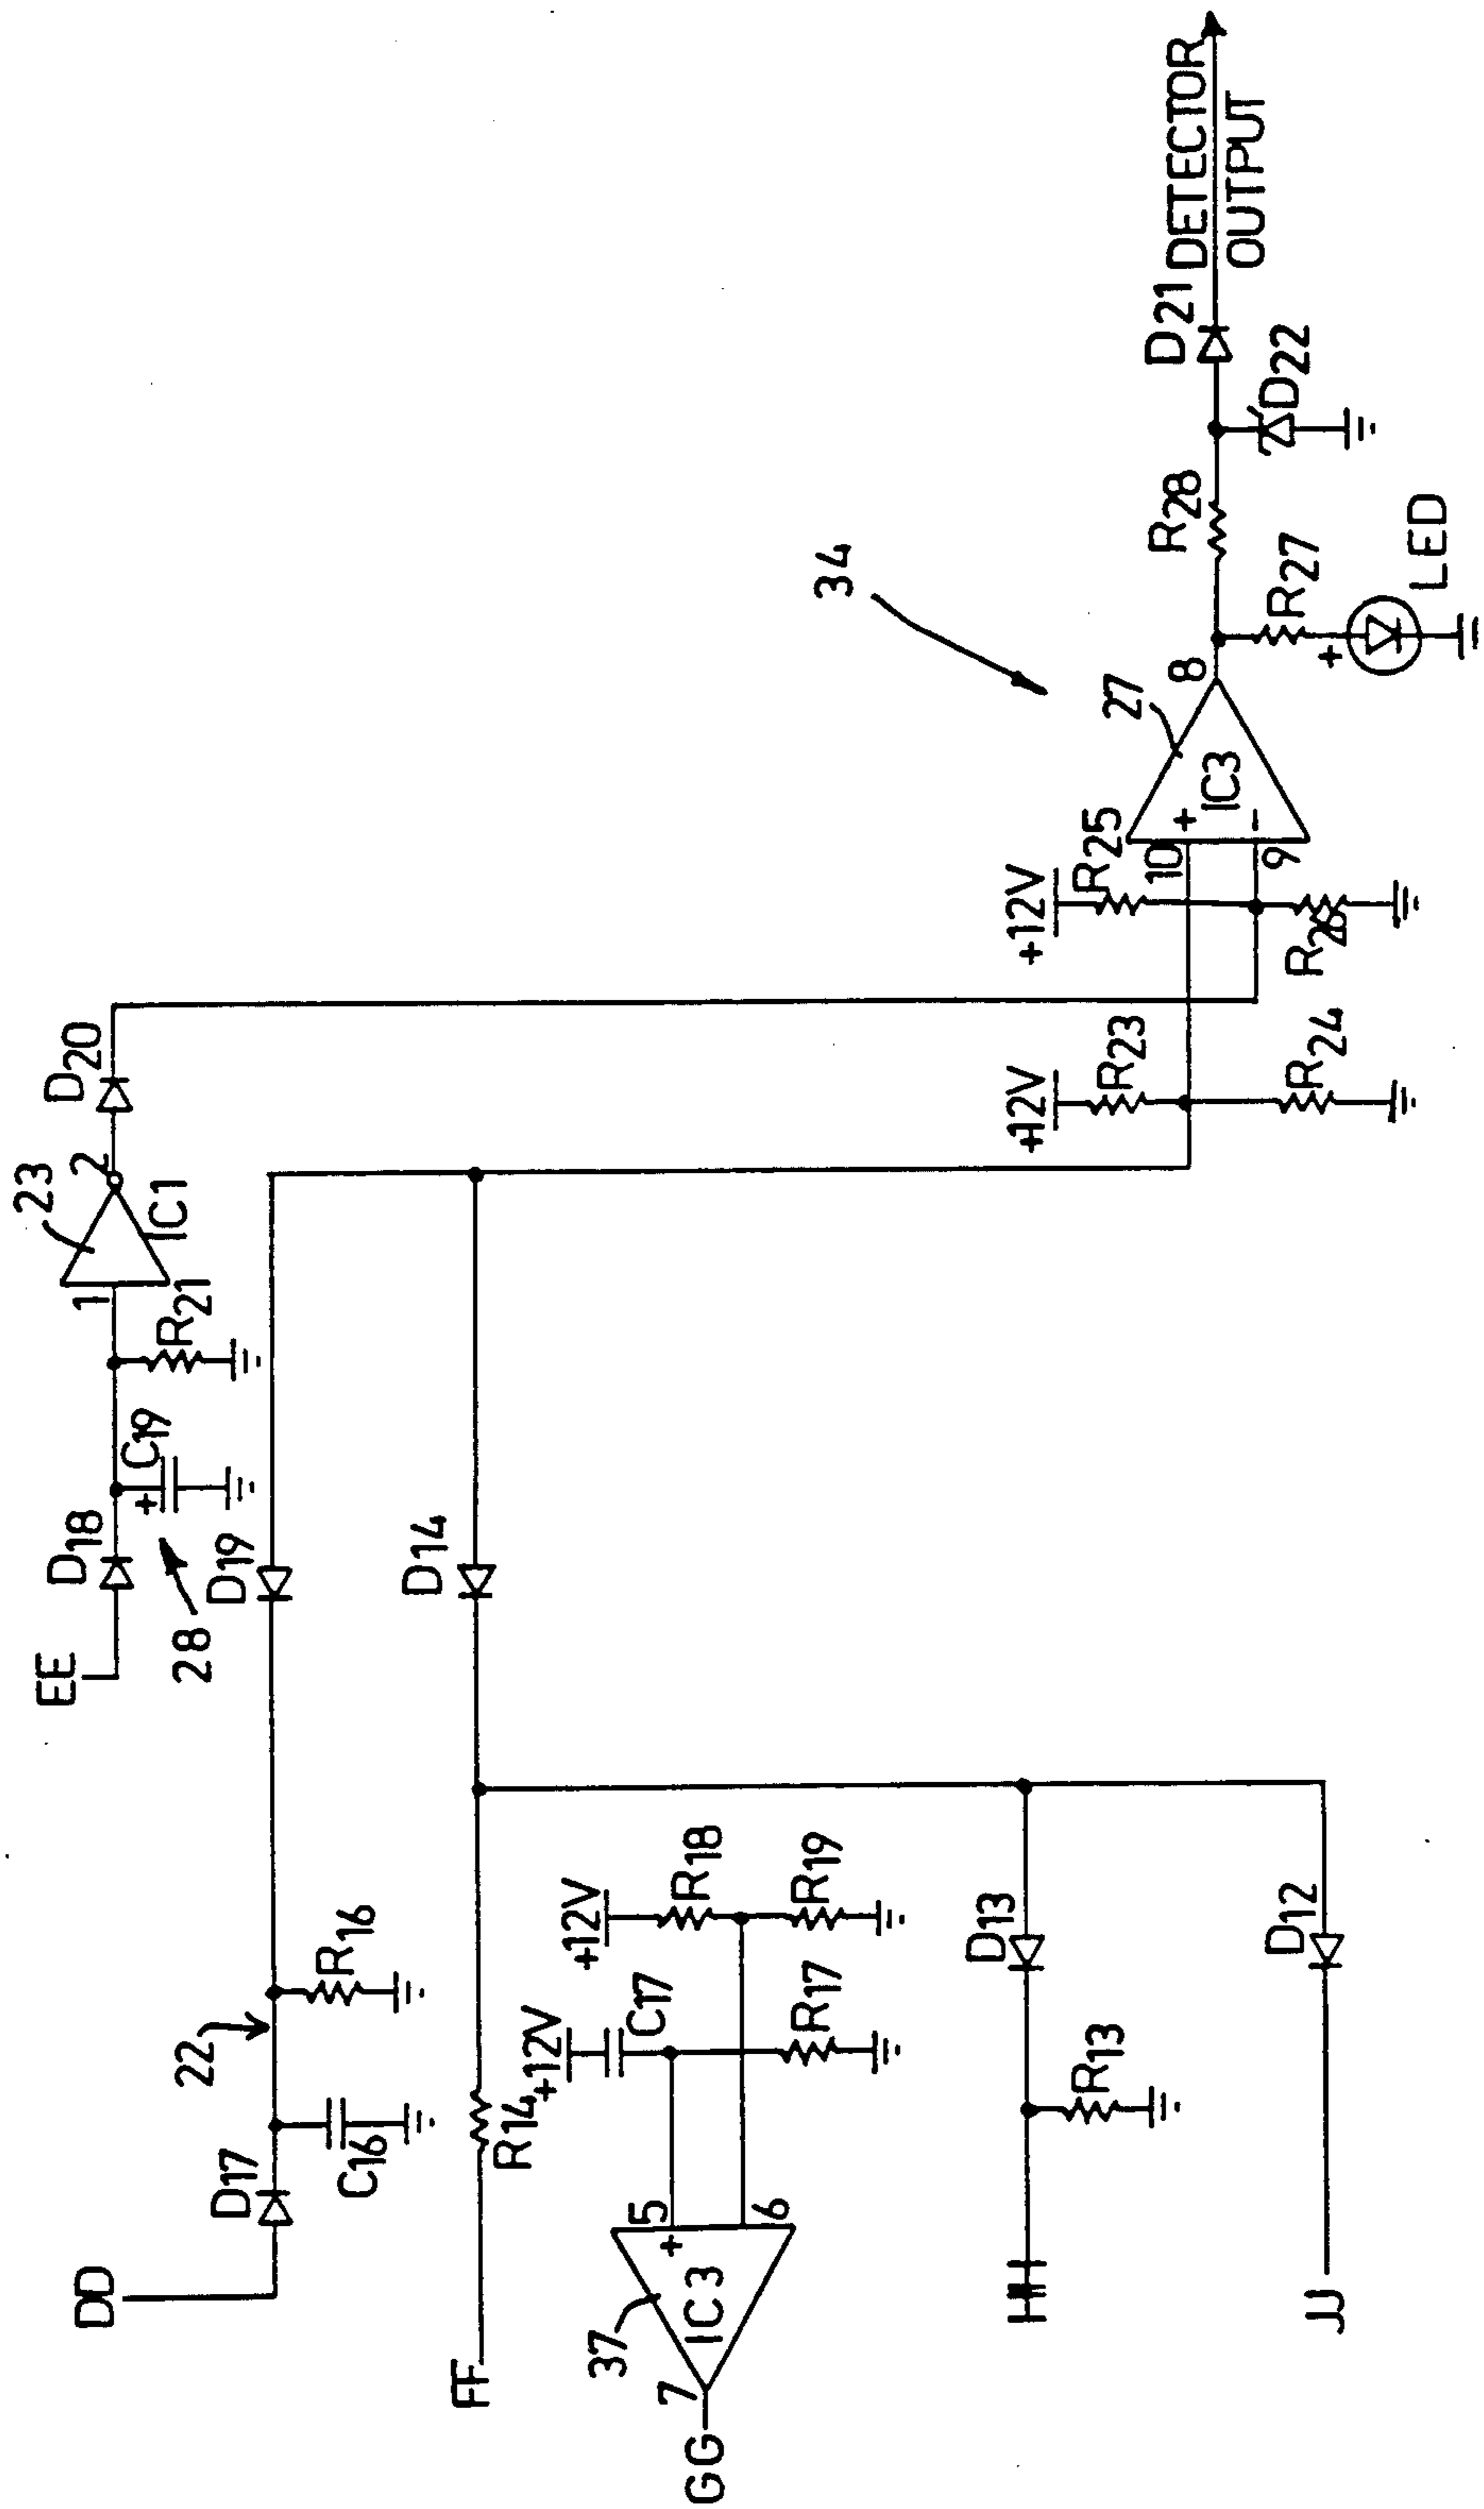 EE
D18
28
C19
+
R21
1
23
IC1
2
D20
DD
D17
C16
22
R16
D19
FF
R14
D14
GG
7
37
IC3
5
+
6
+12V
C17
R17
+12V
R18
R19
HH
R13
D13
JJ
D12
+12V
R23
R24
+12V
R25
10
+
IC3
-
9
27
8
34
R28
R27
+
LED
D22
D21
DETECTOR
OUTPUT